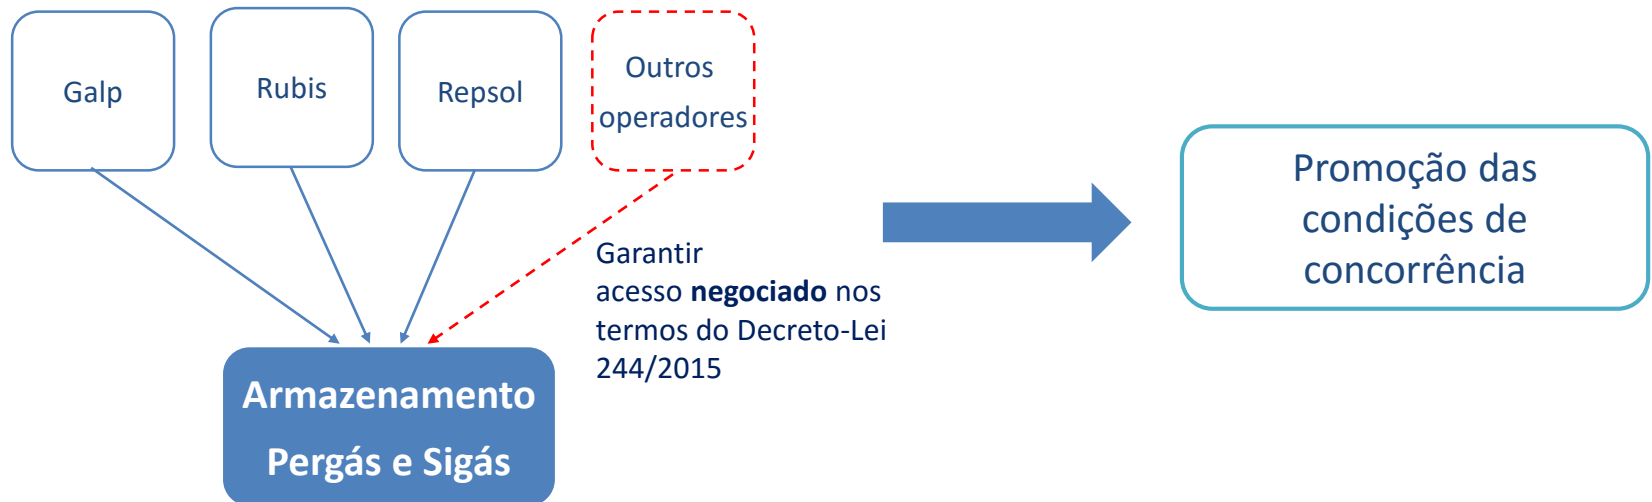 Galp
Rubis
Repsol
Outros
operadores
Garantir
acesso negociado nos
termos do Decreto-Lei
244/2015
Armazenamento
Pergás e Sigás
Promoção das
condições de
concorrência